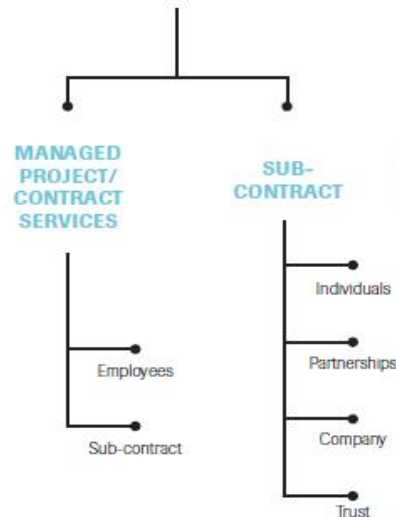 MANAGED
PROJECT/
CONTRACT
SERVICES
Employees
Sub-contract
SUB-
CONTRACT
Individuals
Partnerships
Company
Trust